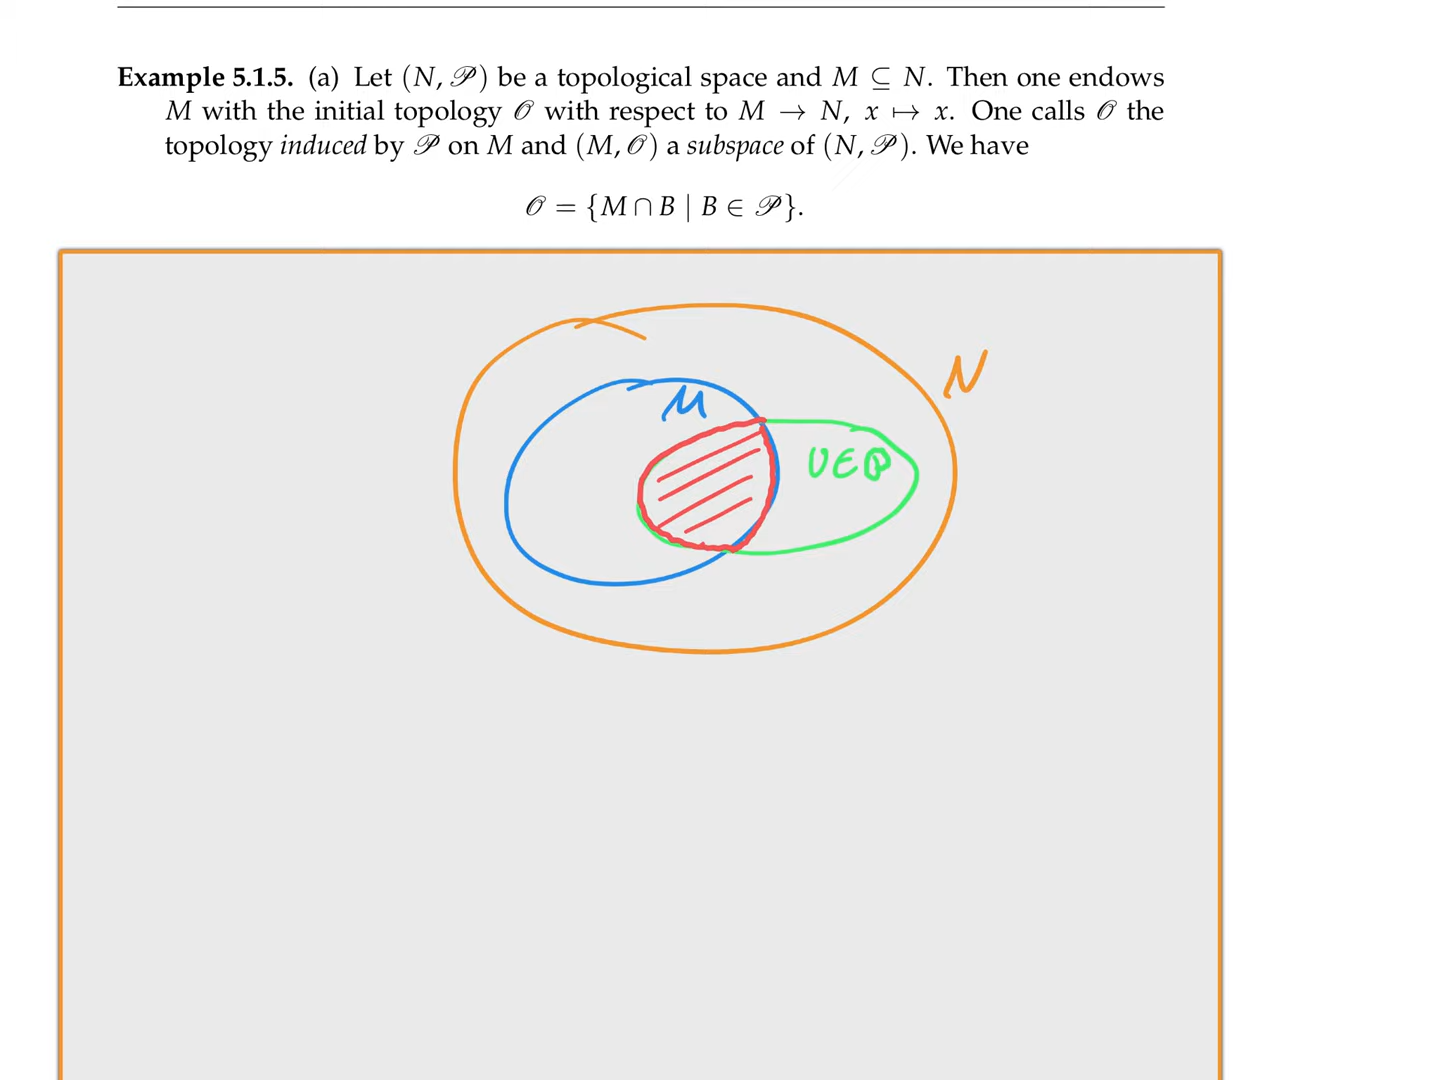 Example 5.1.5. (a) Let (N, 𝒫) be a topological space and M ⊆ N. Then one endows
M with the initial topology 𝒪 with respect to M → N, x ↦ x. One calls 𝒪 the
topology induced by 𝒫 on M and (M, 𝒪) a subspace of (N, 𝒫). We have
𝒪 = {M ∩ B | B ∈ 𝒫}.
N
M
U ∈ 𝒫